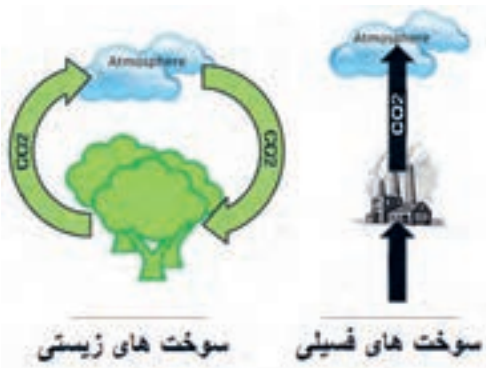 Atmosphere
CO2
CO2
سوخت های زیستی
Atmosphere
CO2
سوخت های فسیلی